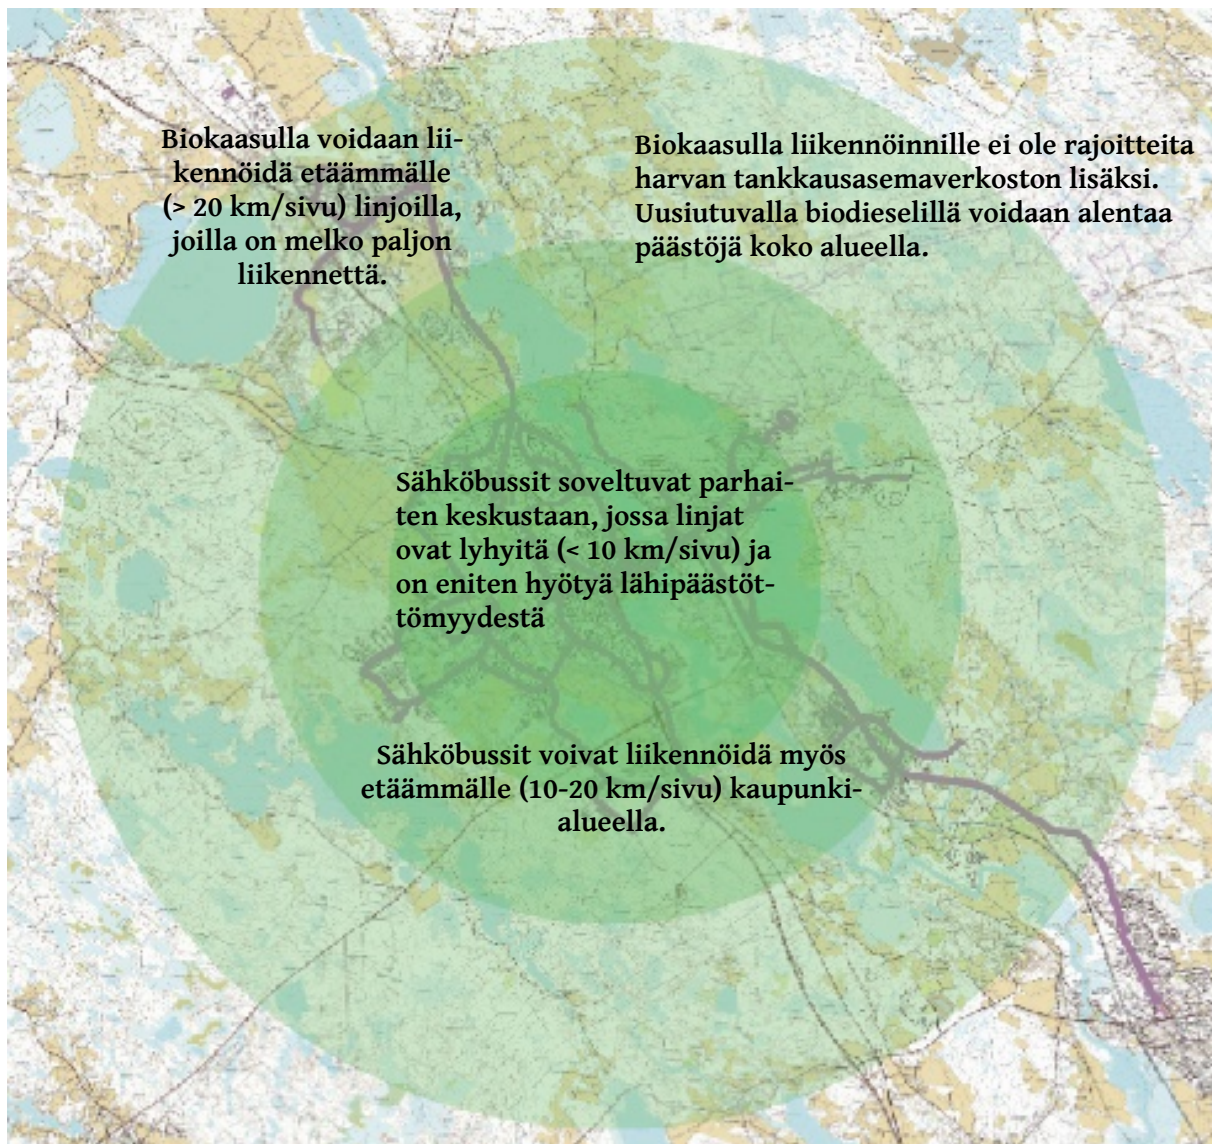 Biokaasulla voidaan lii-
kennöidä etäämmälle
(> 20 km/sivu) linjoilla,
joilla on melko paljon
liikennettä.
Biokaasulla liikennöinnille ei ole rajoitteita
harvan tankkausasemaverkoston lisäksi.
Uusiutuvalla biodieselillä voidaan alentaa
päästöjä koko alueella.
Sähköbussit soveltuvat parhai-
ten keskustaan, jossa linjat
ovat lyhyitä (< 10 km/sivu) ja
on eniten hyötyä lähipäästöt-
tömyydestä
Sähköbussit voivat liikennöidä myös
etäämmälle (10-20 km/sivu) kaupunki-
alueella.